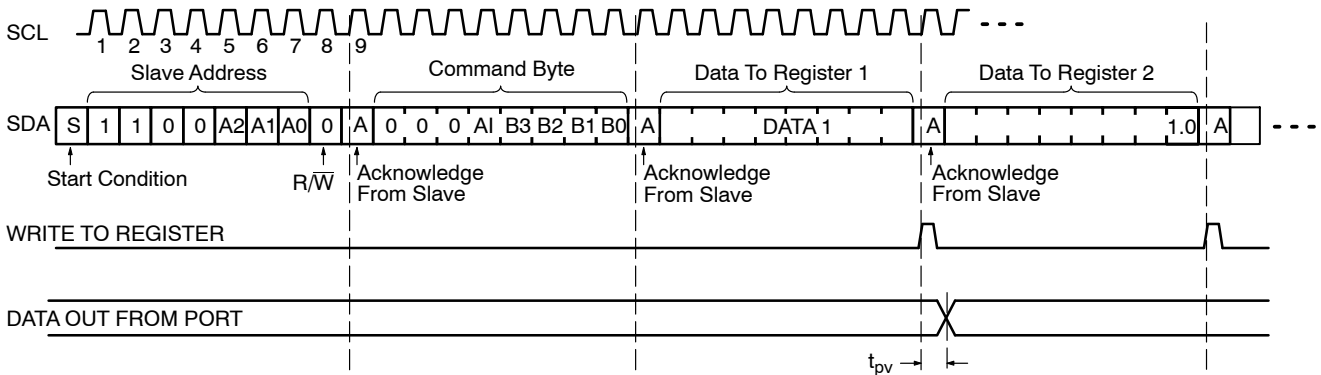 SCL
1 2 3 4 5 6 7 8 9
Slave Address Command Byte Data To Register 1 Data To Register 2
SDA S 1 1 0 0 A2 A1 A0 0 A 0 0 0 AI B3 B2 B1 B0 A DATA 1 A 1.0 A
Start Condition R/W̅ Acknowledge From Slave Acknowledge From Slave Acknowledge From Slave
WRITE TO REGISTER
DATA OUT FROM PORT
tpv